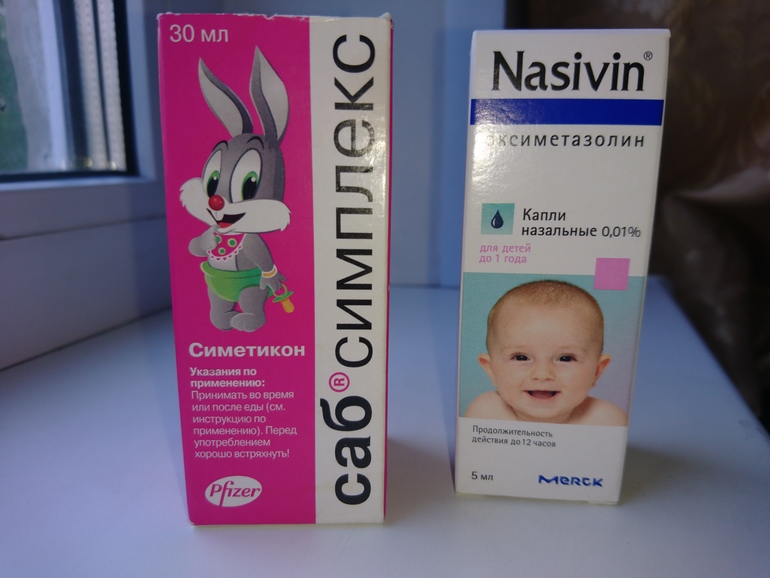 30 мл
саб® симплекс
Симетикон
Указания по
применению:
Принимать во время
или после еды (см.
инструкцию по
применению). Перед
употреблением
хорошо встряхнуть!
Pfizer
Nasivin®
оксиметазолин
Капли
назальные 0,01%
для детей
до 1 года
Продолжительность
действия до 12 часов
5 мл
Merck